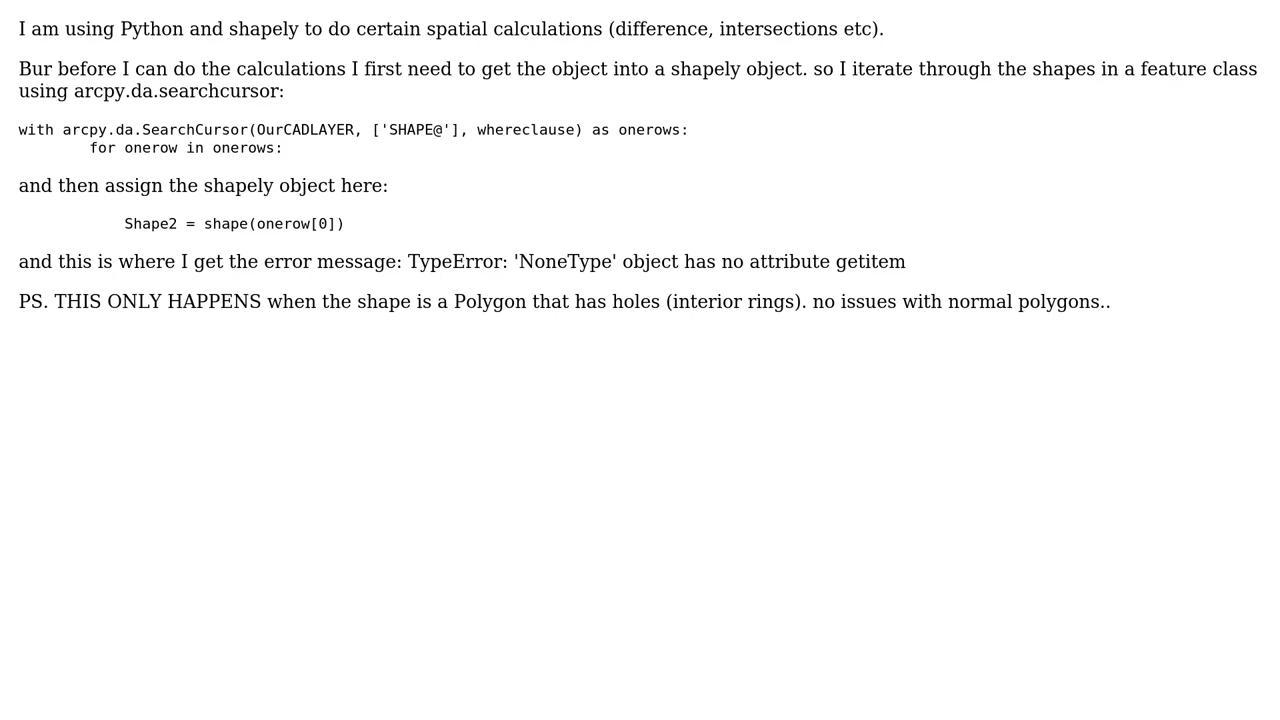 I am using Python and shapely to do certain spatial calculations (difference, intersections etc).
Bur before I can do the calculations I first need to get the object into a shapely object. so I iterate through the shapes in a feature class
using arcpy.da.searchcursor:
with arcpy.da.SearchCursor(OurCADLAYER, ['SHAPE@'], whereclause) as onerows:
        for onerow in onerows:
and then assign the shapely object here:
            Shape2 = shape(onerow[0])
and this is where I get the error message: TypeError: 'NoneType' object has no attribute getitem
PS. THIS ONLY HAPPENS when the shape is a Polygon that has holes (interior rings). no issues with normal polygons..